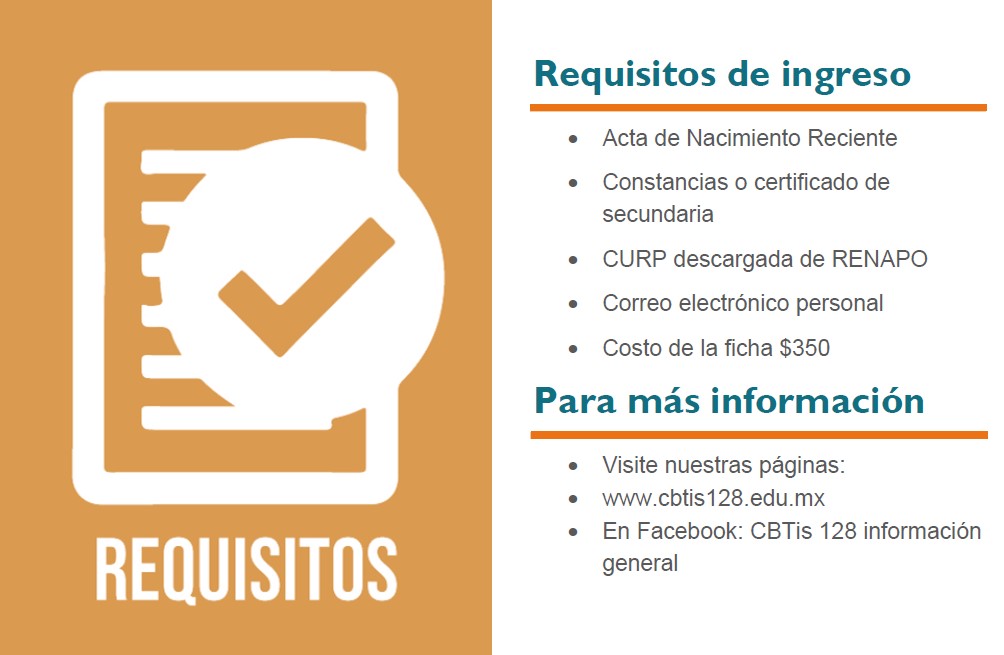 REQUISITOS
Requisitos de ingreso
• Acta de Nacimiento Reciente
• Constancias o certificado de
secundaria
• CURP descargada de RENAPO
• Correo electrónico personal
• Costo de la ficha $350
Para más información
• Visite nuestras páginas:
• www.cbtis128.edu.mx
• En Facebook: CBTis 128 información
general